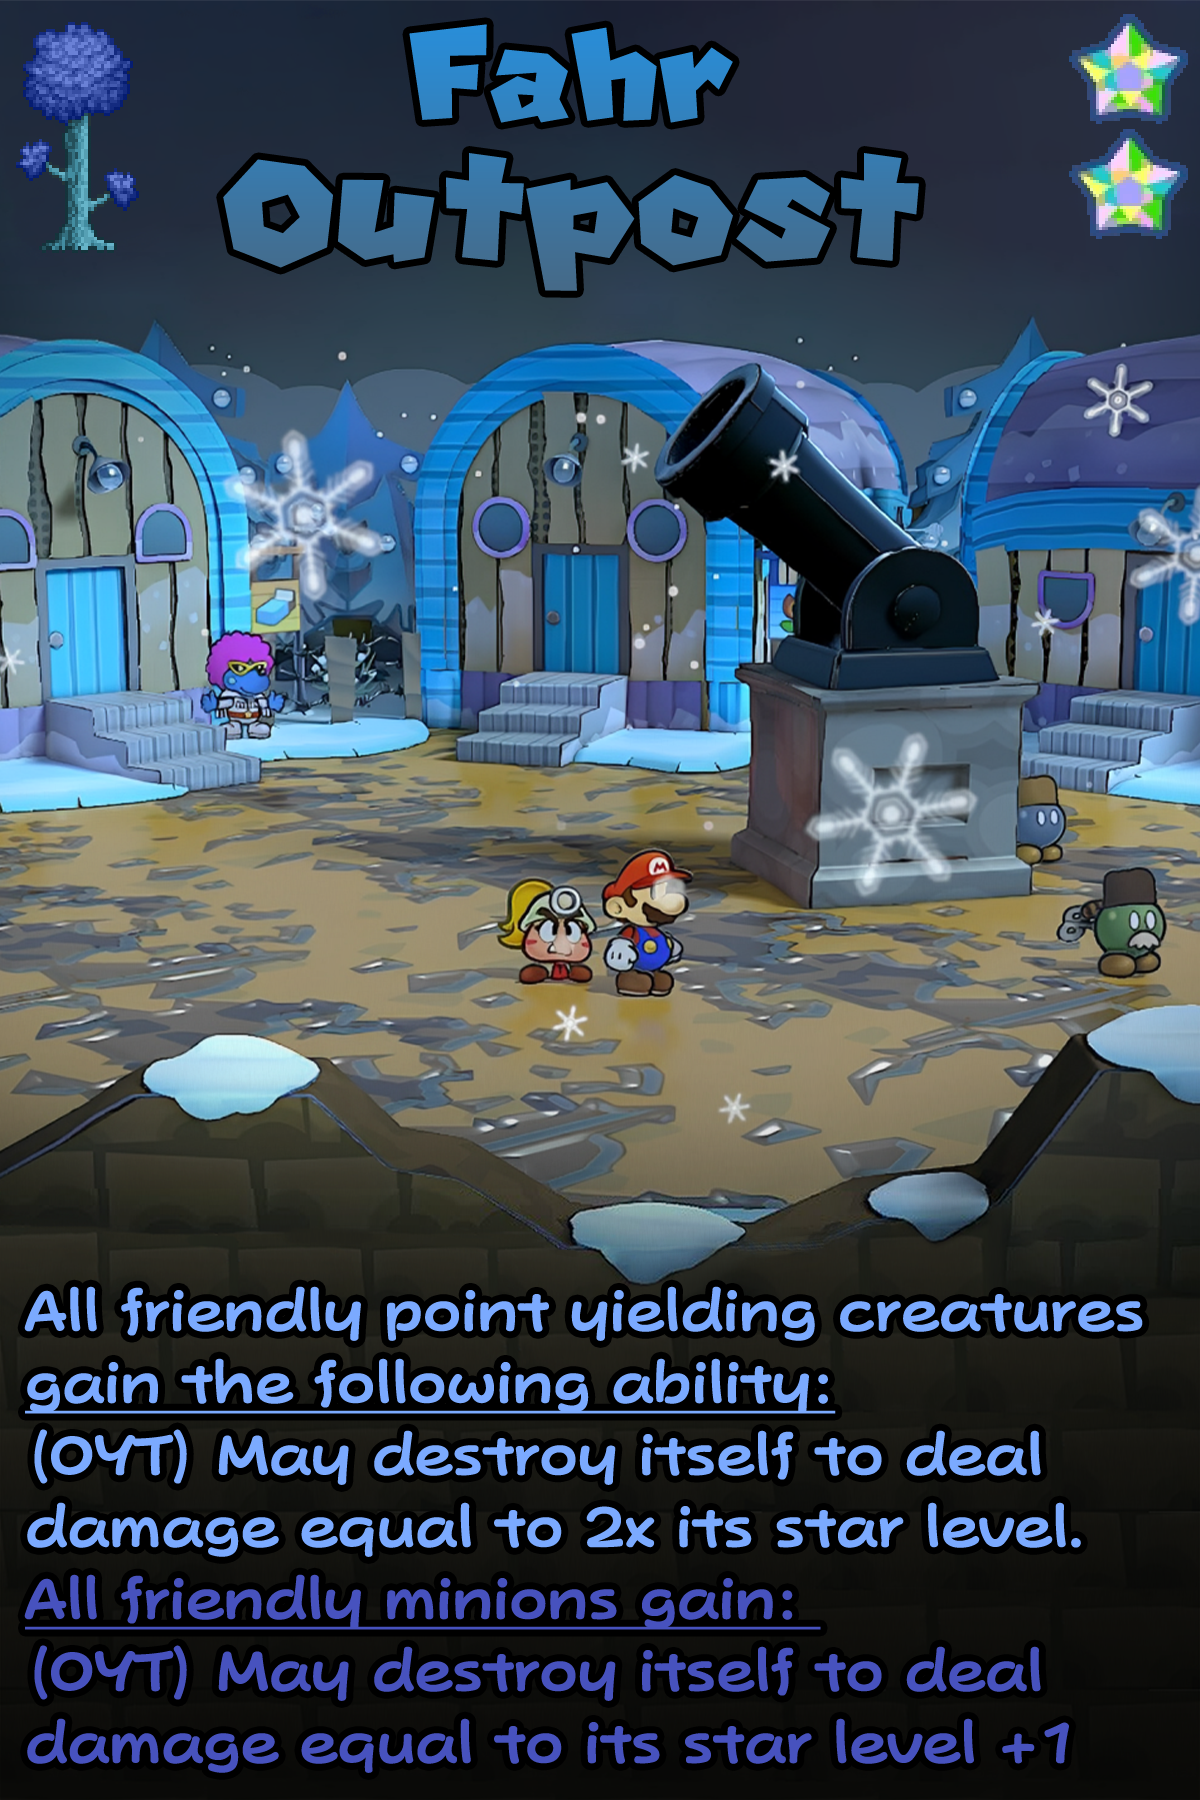 Fahr
Outpost
M
All friendly point yielding creatures
gain the following ability:
(OYT) May destroy itself to deal
damage equal to 2x its star level.
All friendly minions gain:
(OYT) May destroy itself to deal
damage equal to its star level +1